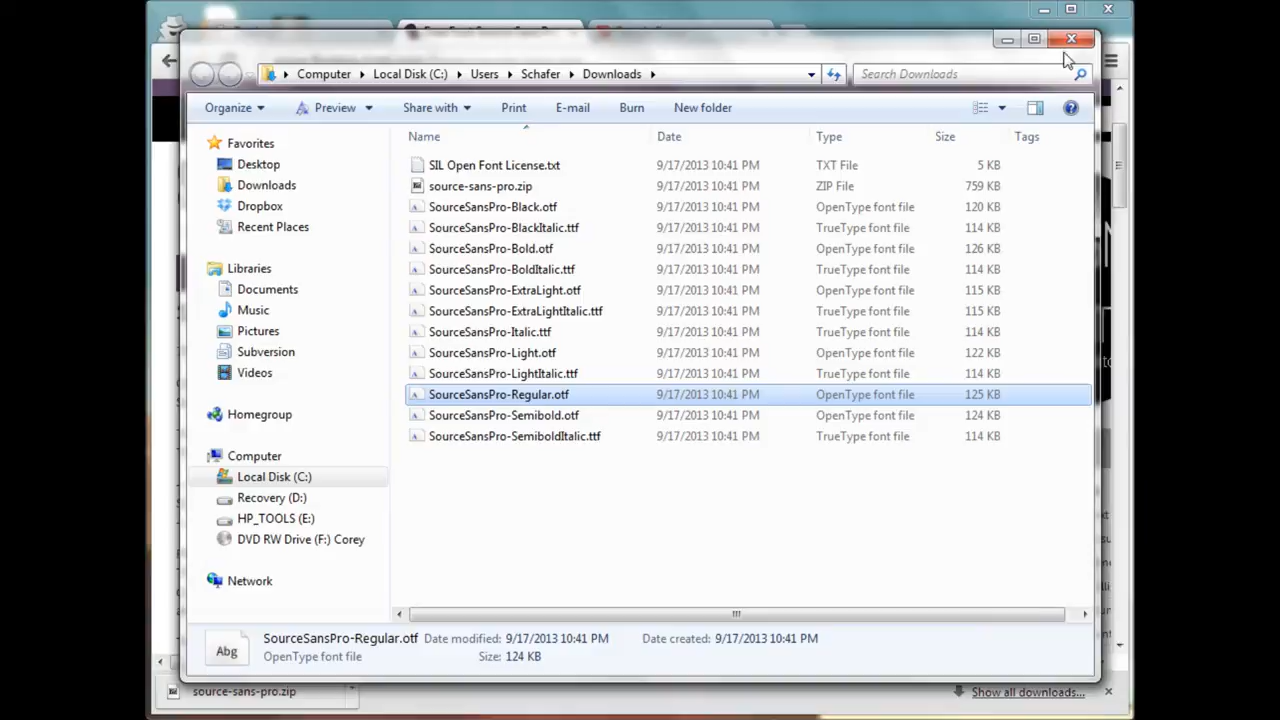 Computer Local Disk (C:) Users Schafer Downloads Search Downloads
Organize Preview Share with Print E-mail Burn New folder
Name Date Type Size Tags
Favorites
Desktop
Downloads
Dropbox
Recent Places
Libraries
Documents
Music
Pictures
Subversion
Videos
Homegroup
Computer
Local Disk (C:)
Recovery (D:)
HP_TOOLS (E:)
DVD RW Drive (F:) Corey
Network
SIL Open Font License.txt 9/17/2013 10:41 PM TXT File 5 KB
source-sans-pro.zip 9/17/2013 10:41 PM ZIP File 759 KB
SourceSansPro-Black.otf 9/17/2013 10:41 PM OpenType font file 120 KB
SourceSansPro-BlackItalic.ttf 9/17/2013 10:41 PM TrueType font file 114 KB
SourceSansPro-Bold.otf 9/17/2013 10:41 PM OpenType font file 126 KB
SourceSansPro-BoldItalic.ttf 9/17/2013 10:41 PM TrueType font file 114 KB
SourceSansPro-ExtraLight.otf 9/17/2013 10:41 PM OpenType font file 115 KB
SourceSansPro-ExtraLightItalic.ttf 9/17/2013 10:41 PM TrueType font file 115 KB
SourceSansPro-Italic.ttf 9/17/2013 10:41 PM TrueType font file 114 KB
SourceSansPro-Light.otf 9/17/2013 10:41 PM OpenType font file 122 KB
SourceSansPro-LightItalic.ttf 9/17/2013 10:41 PM TrueType font file 114 KB
SourceSansPro-Regular.otf 9/17/2013 10:41 PM OpenType font file 125 KB
SourceSansPro-Semibold.otf 9/17/2013 10:41 PM OpenType font file 124 KB
SourceSansPro-SemiboldItalic.ttf 9/17/2013 10:41 PM TrueType font file 114 KB
Abg
SourceSansPro-Regular.otf Date modified: 9/17/2013 10:41 PM Date created: 9/17/2013 10:41 PM
OpenType font file Size: 124 KB
source-sans-pro.zip Show all downloads...